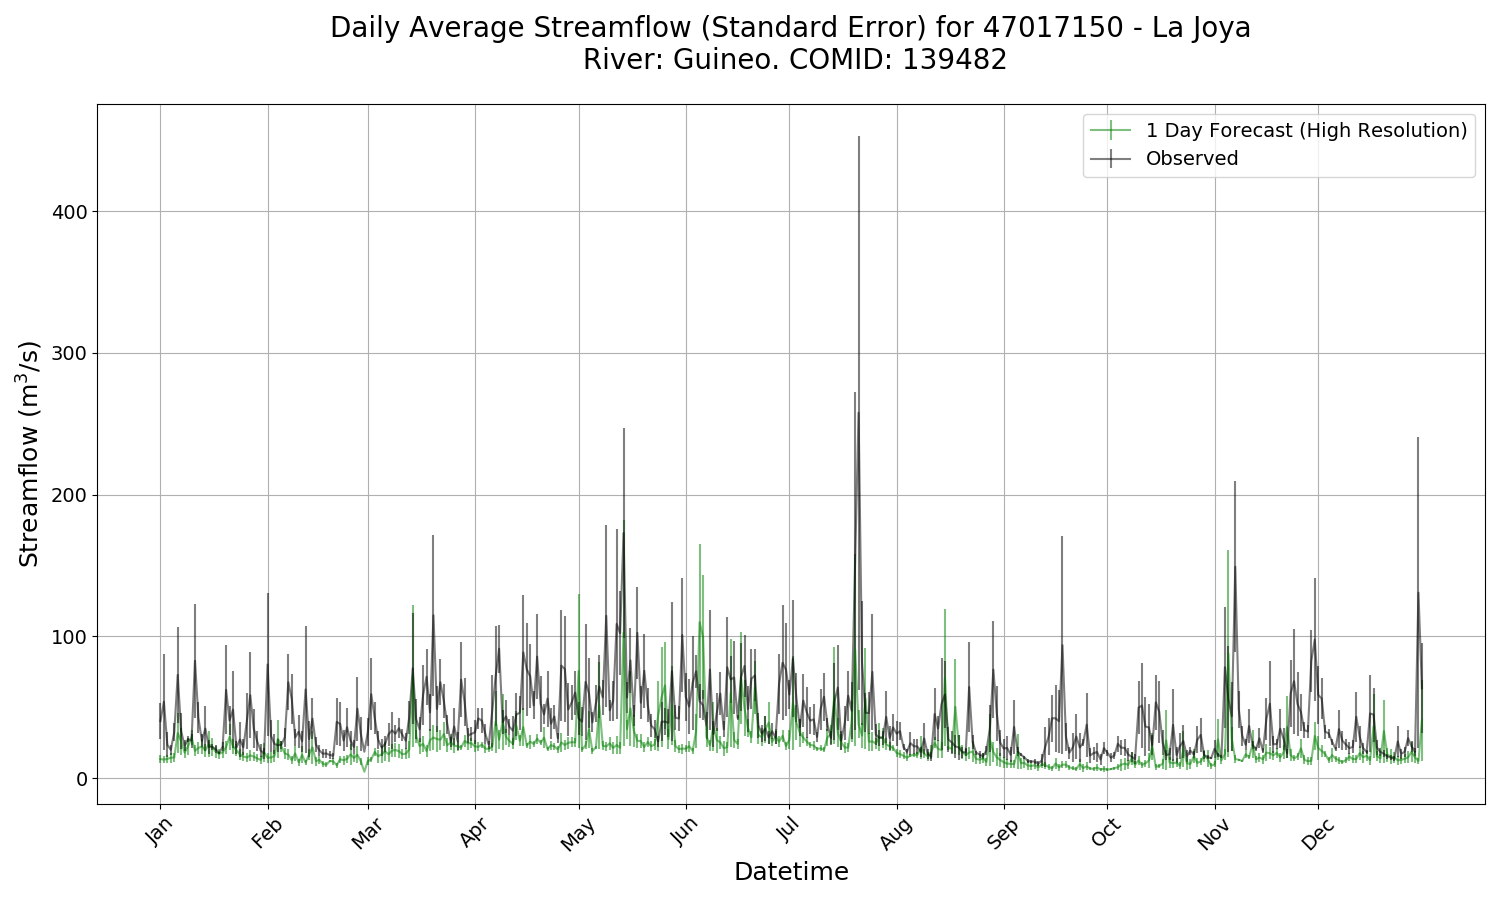 Daily Average Streamflow (Standard Error) for 47017150 - La Joya
River: Guineo. COMID: 139482
1 Day Forecast (High Resolution)
Observed
Streamflow (m³/s)
400
300
200
100
0
Jan Feb Mar Apr May Jun Jul Aug Sep Oct Nov Dec
Datetime